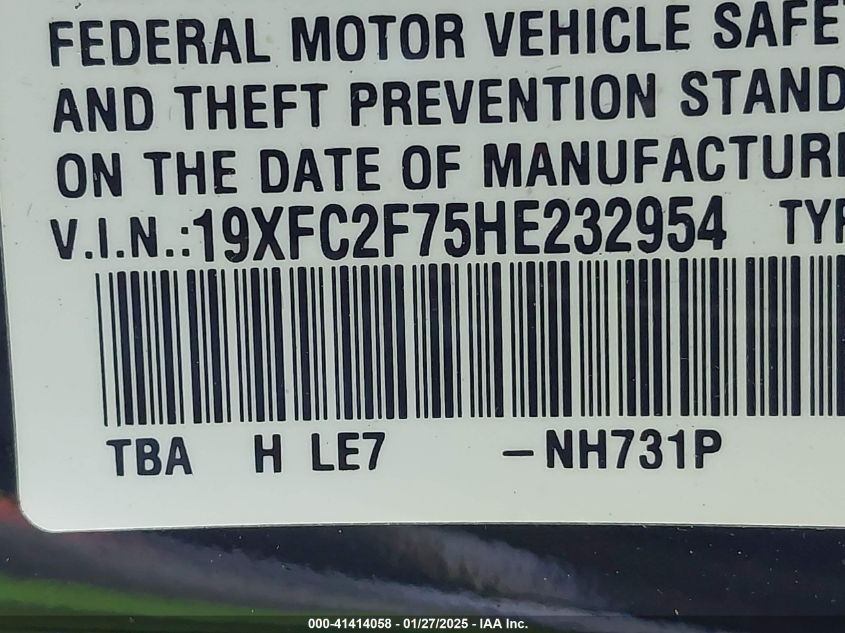 FEDERAL MOTOR VEHICLE SAFE
AND THEFT PREVENTION STAND
ON THE DATE OF MANUFACTUR
V.I.N.:19XFC2F75HE232954 TYP
TBA H LE7 -NH731P
000-41414058 - 01/27/2025 - IAA Inc.